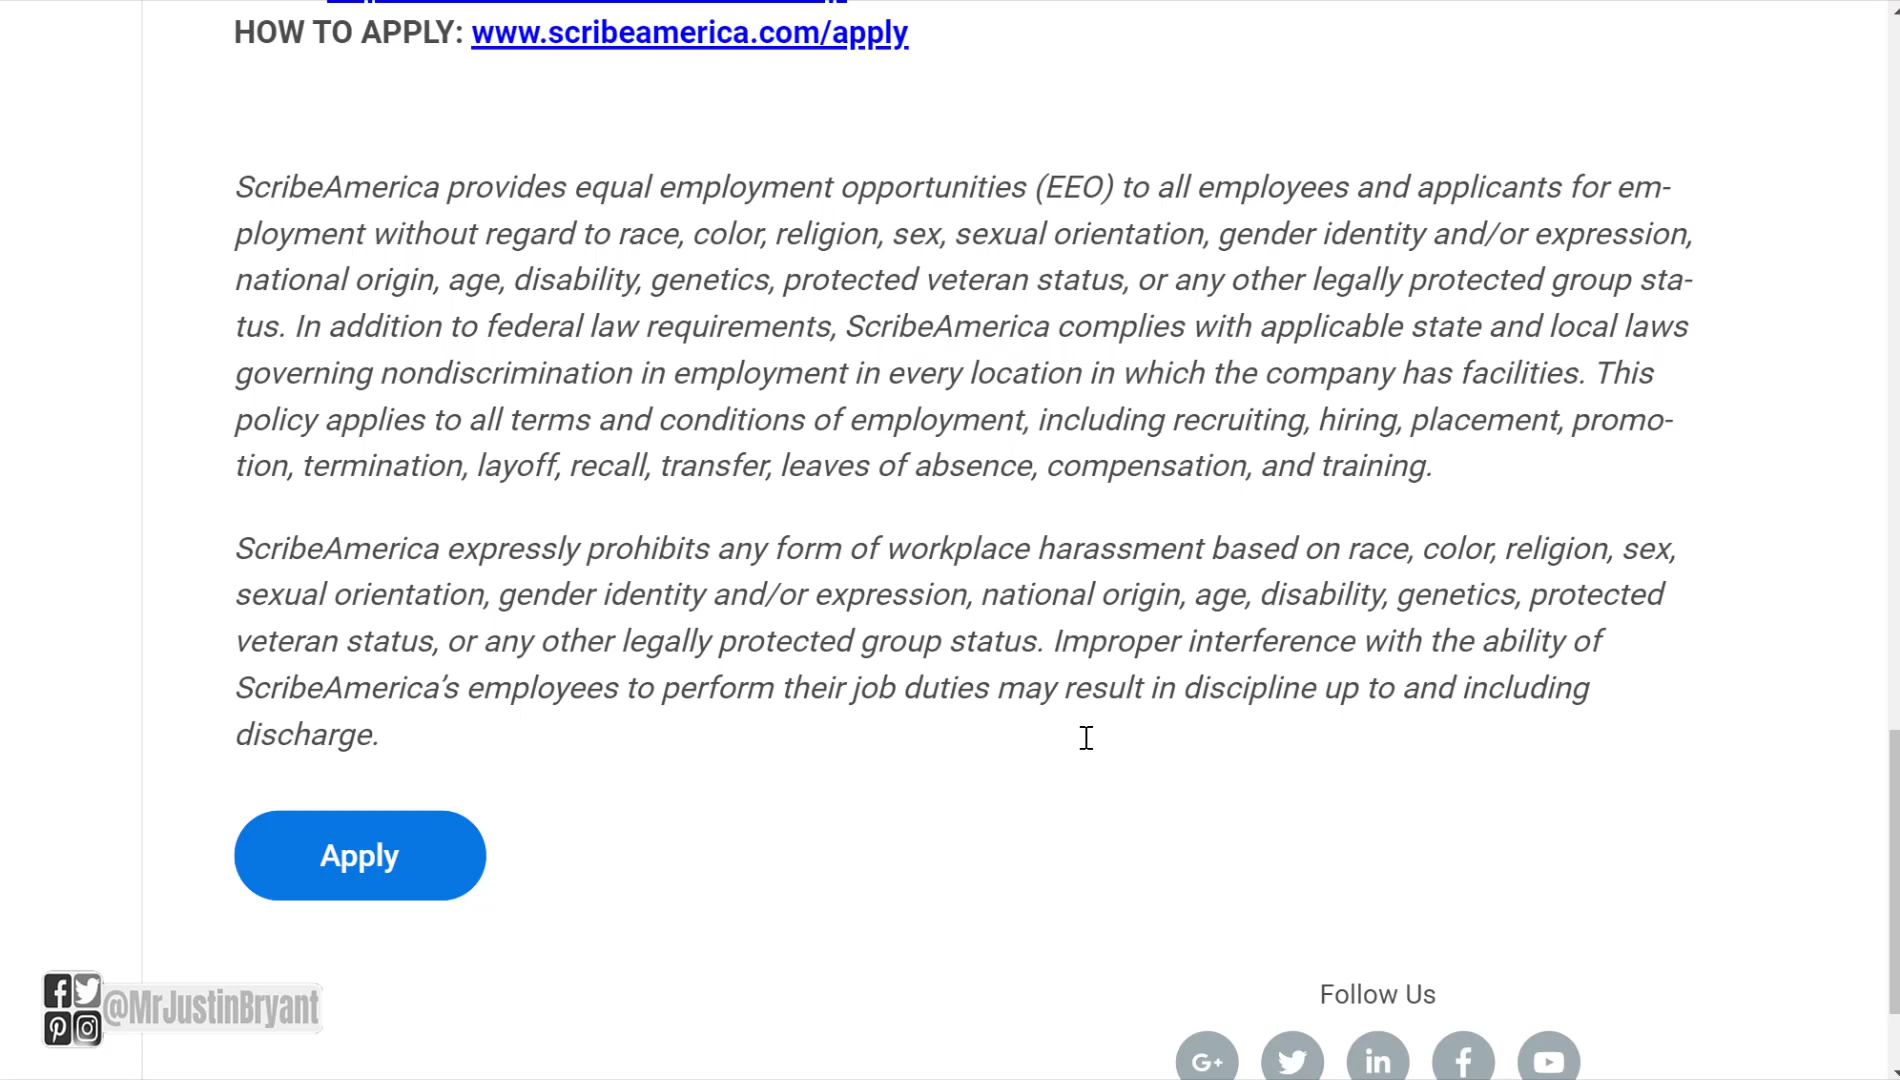 HOW TO APPLY: www.scribeamerica.com/apply
ScribeAmerica provides equal employment opportunities (EEO) to all employees and applicants for em-
ployment without regard to race, color, religion, sex, sexual orientation, gender identity and/or expression,
national origin, age, disability, genetics, protected veteran status, or any other legally protected group sta-
tus. In addition to federal law requirements, ScribeAmerica complies with applicable state and local laws
governing nondiscrimination in employment in every location in which the company has facilities. This
policy applies to all terms and conditions of employment, including recruiting, hiring, placement, promo-
tion, termination, layoff, recall, transfer, leaves of absence, compensation, and training.
ScribeAmerica expressly prohibits any form of workplace harassment based on race, color, religion, sex,
sexual orientation, gender identity and/or expression, national origin, age, disability, genetics, protected
veteran status, or any other legally protected group status. Improper interference with the ability of
ScribeAmerica’s employees to perform their job duties may result in discipline up to and including
discharge.
Apply
@MrJustinBryant
Follow Us
G+
in
f